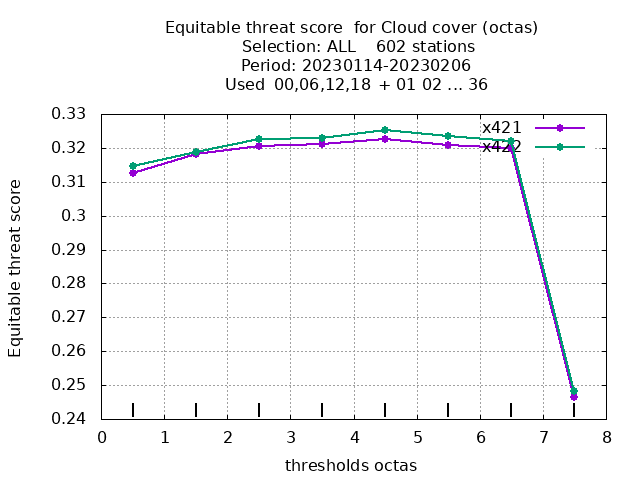 Equitable threat score  for Cloud cover (octas)
Selection: ALL    602 stations
Period: 20230114-20230206
Used  00,06,12,18  + 01 02 ... 36
0.33
0.32
0.31
0.3
0.29
0.28
0.27
0.26
0.25
0.24
Equitable threat score
x421
x422
0 1 2 3 4 5 6 7 8
thresholds octas